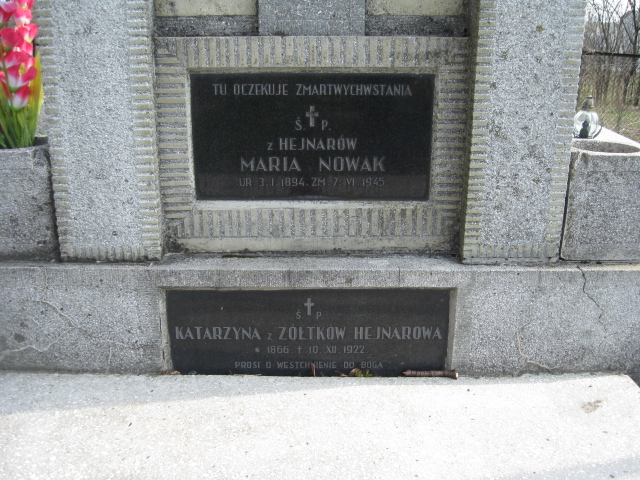 TU OCZEKUJE ZMARTWYCHWSTANIA
Ś. P.
z HEJNARÓW
MARIA NOWAK
UR. 3. I. 1894. ZM. 7. VI. 1945
Ś P
KATARZYNA z ŻÓŁTKÓW HEJNAROWA
* 1866. † 10. XII. 1922.
PROSI O WESTCHNIENIE DO BOGA